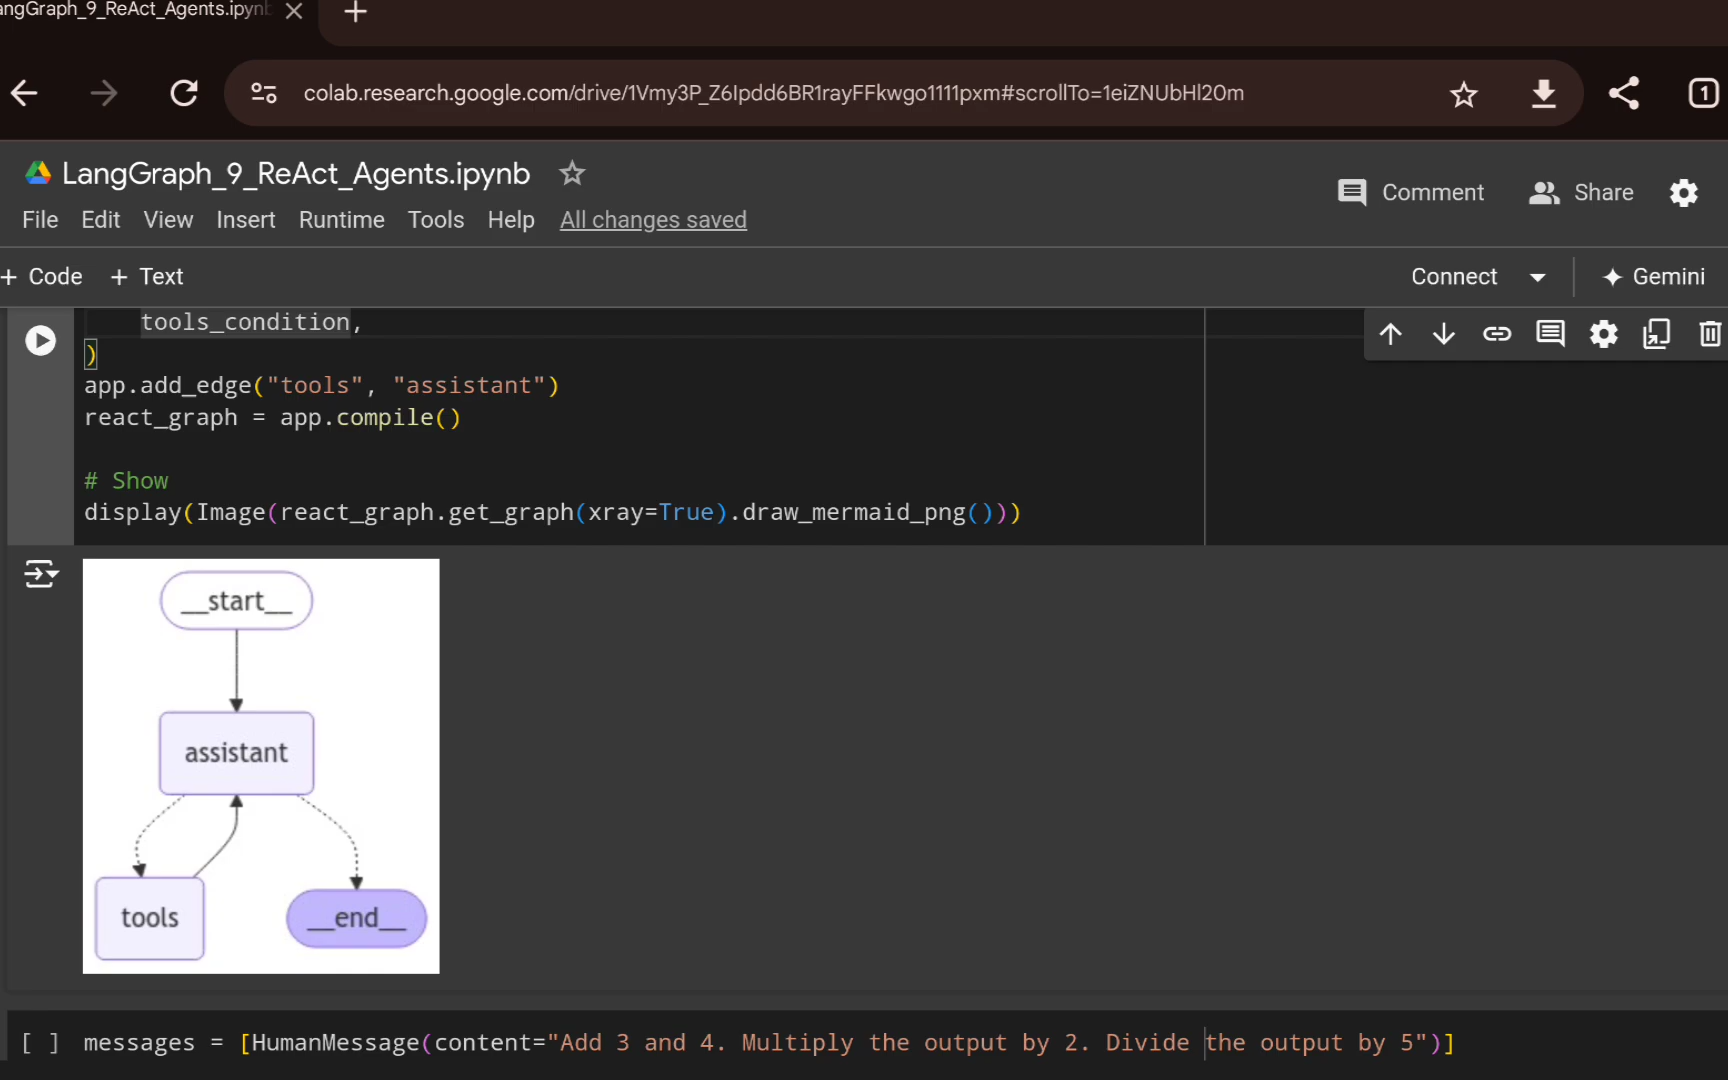 angGraph_9_ReAct_Agents.ipynb
colab.research.google.com/drive/1Vmy3P_Z6Ipdd6BR1rayFFkwgo1111pxm#scrollTo=1eiZNUbHl20m
1
LangGraph_9_ReAct_Agents.ipynb
Comment Share
File Edit View Insert Runtime Tools Help All changes saved
+ Code + Text Connect Gemini
tools_condition,
)
app.add_edge("tools", "assistant")
react_graph = app.compile()
# Show
display(Image(react_graph.get_graph(xray=True).draw_mermaid_png()))
__start__
assistant
tools __end__
[ ] messages = [HumanMessage(content="Add 3 and 4. Multiply the output by 2. Divide the output by 5")]